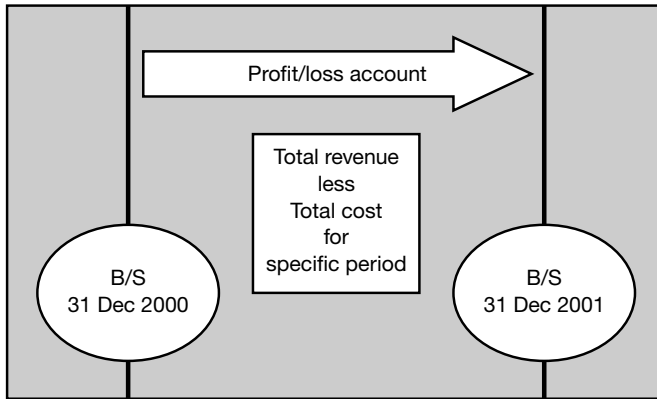 Profit/loss account
Total revenue
less
Total cost
for
specific period
B/S
31 Dec 2000
B/S
31 Dec 2001